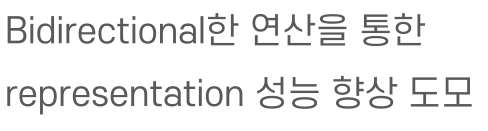 Bidirectional한 연산을 통한
representation 성능 향상 도모